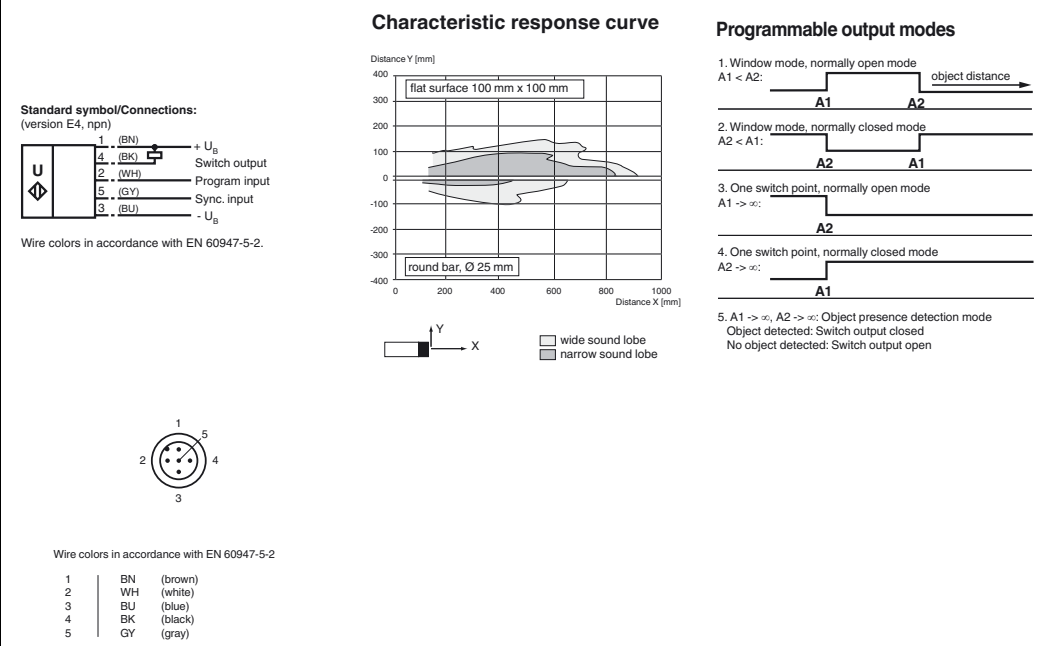 Standard symbol/Connections:
(version E4, npn)
U
1 (BN) + UB
4 (BK) Switch output
2 (WH) Program input
5 (GY) Sync. input
3 (BU) - UB
Wire colors in accordance with EN 60947-5-2.
1
5
2
4
3
Wire colors in accordance with EN 60947-5-2
1 BN (brown)
2 WH (white)
3 BU (blue)
4 BK (black)
5 GY (gray)
Characteristic response curve
Distance Y [mm]
400
300
200
100
0
-100
-200
-300
-400
flat surface 100 mm x 100 mm
round bar, Ø 25 mm
0 200 400 600 800 1000
Distance X [mm]
Y
X
wide sound lobe
narrow sound lobe
Programmable output modes
1. Window mode, normally open mode
A1 < A2:
object distance
A1 A2
2. Window mode, normally closed mode
A2 < A1:
A2 A1
3. One switch point, normally open mode
A1 -> ∞:
A2
4. One switch point, normally closed mode
A2 -> ∞:
A1
5. A1 -> ∞, A2 -> ∞: Object presence detection mode
Object detected: Switch output closed
No object detected: Switch output open